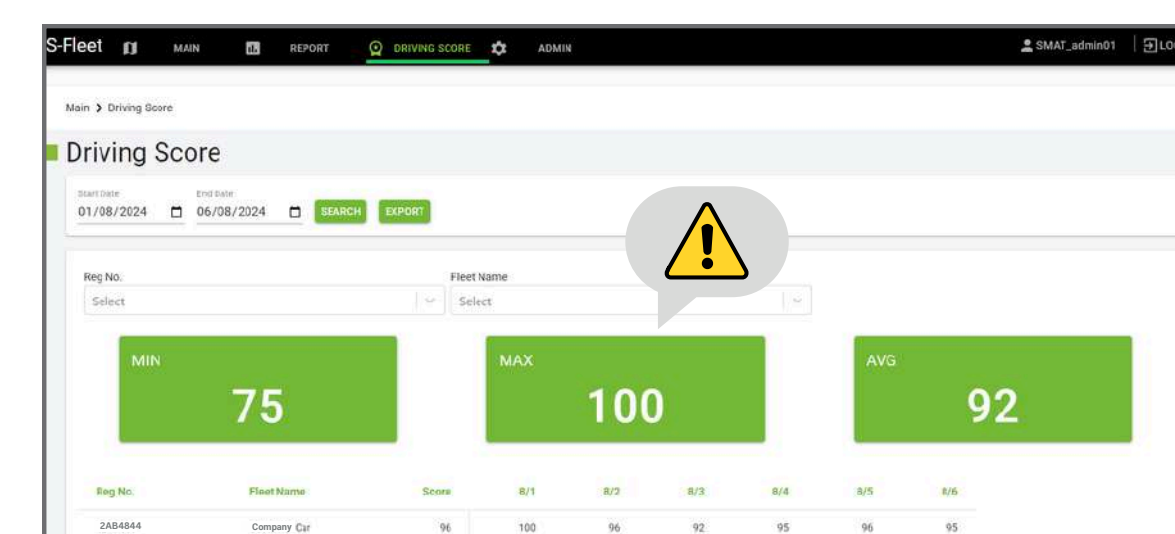 S-Fleet MAIN REPORT DRIVING SCORE ADMIN SMAT_admin01 LO
Main > Driving Score
Driving Score
Start Date End Date
01/08/2024 06/08/2024 SEARCH EXPORT
Reg No. Fleet Name
Select Select
MIN MAX AVG
75 100 92
Reg No. Fleet Name Score 8/1 8/2 8/3 8/4 8/5 8/6
2AB4844 Company Car 96 100 96 92 95 96 95